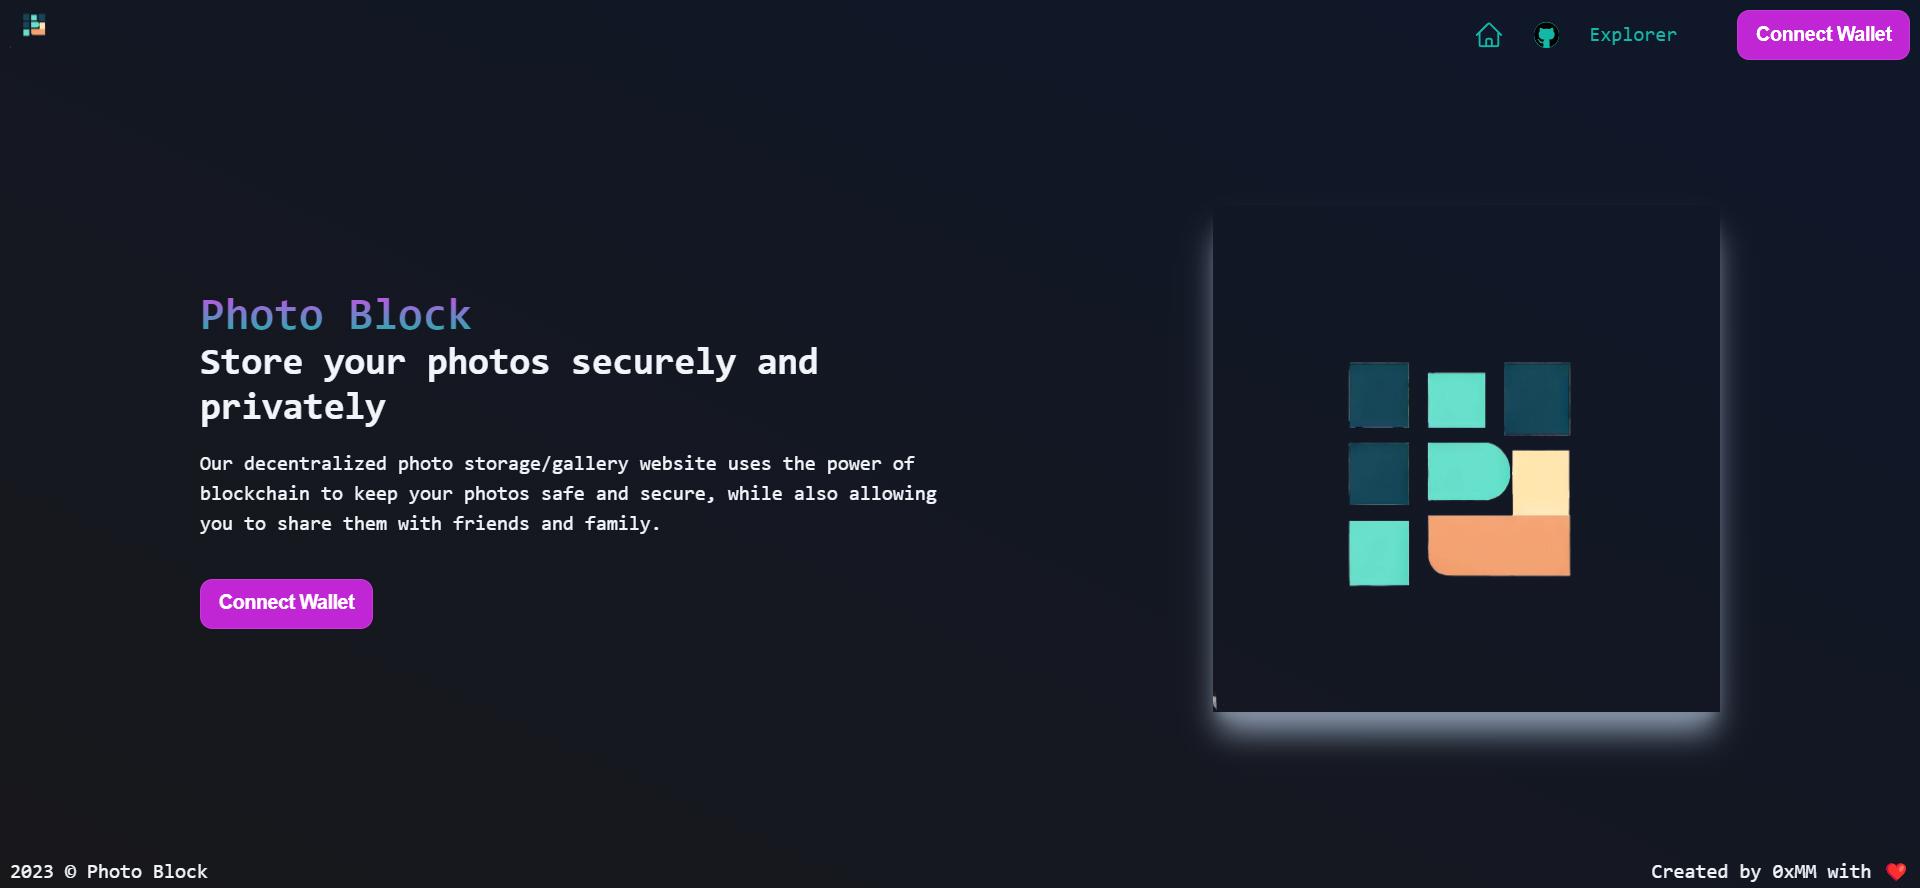 Explorer
Connect Wallet
Photo Block
Store your photos securely and
privately
Our decentralized photo storage/gallery website uses the power of
blockchain to keep your photos safe and secure, while also allowing
you to share them with friends and family.
Connect Wallet
2023 © Photo Block
Created by 0xMM with ❤️